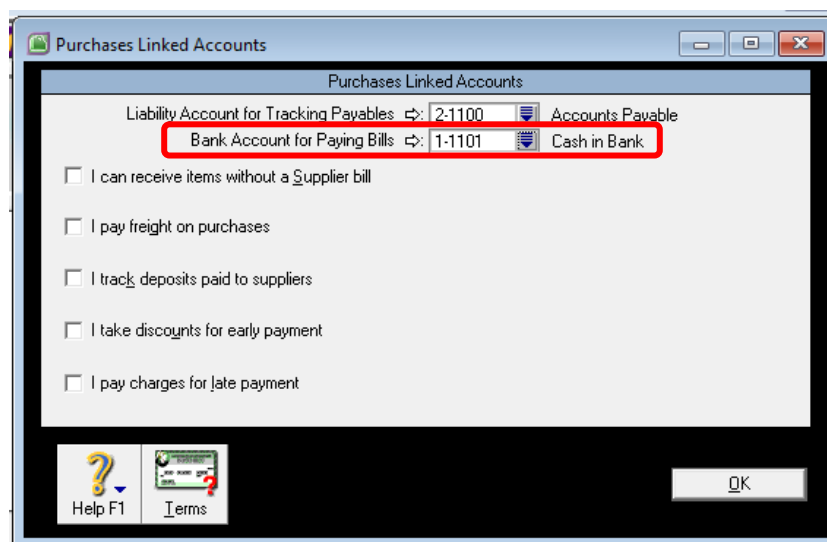 Purchases Linked Accounts
Purchases Linked Accounts
Liability Account for Tracking Payables ⇨: 2-1100 Accounts Payable
Bank Account for Paying Bills ⇨: 1-1101 Cash in Bank
I can receive items without a Supplier bill
I pay freight on purchases
I track deposits paid to suppliers
I take discounts for early payment
I pay charges for late payment
Help F1 Terms OK